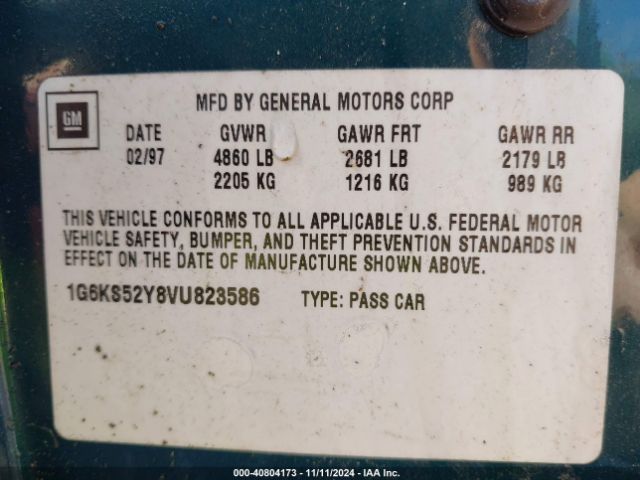 MFD BY GENERAL MOTORS CORP
GM
DATE GVWR GAWR FRT GAWR RR
02/97 4860 LB 2681 LB 2179 LB
2205 KG 1216 KG 989 KG
THIS VEHICLE CONFORMS TO ALL APPLICABLE U.S. FEDERAL MOTOR
VEHICLE SAFETY, BUMPER, AND THEFT PREVENTION STANDARDS IN
EFFECT ON THE DATE OF MANUFACTURE SHOWN ABOVE.
1G6KS52Y8VU823586 TYPE: PASS CAR
000-40804173 - 11/11/2024 - IAA Inc.